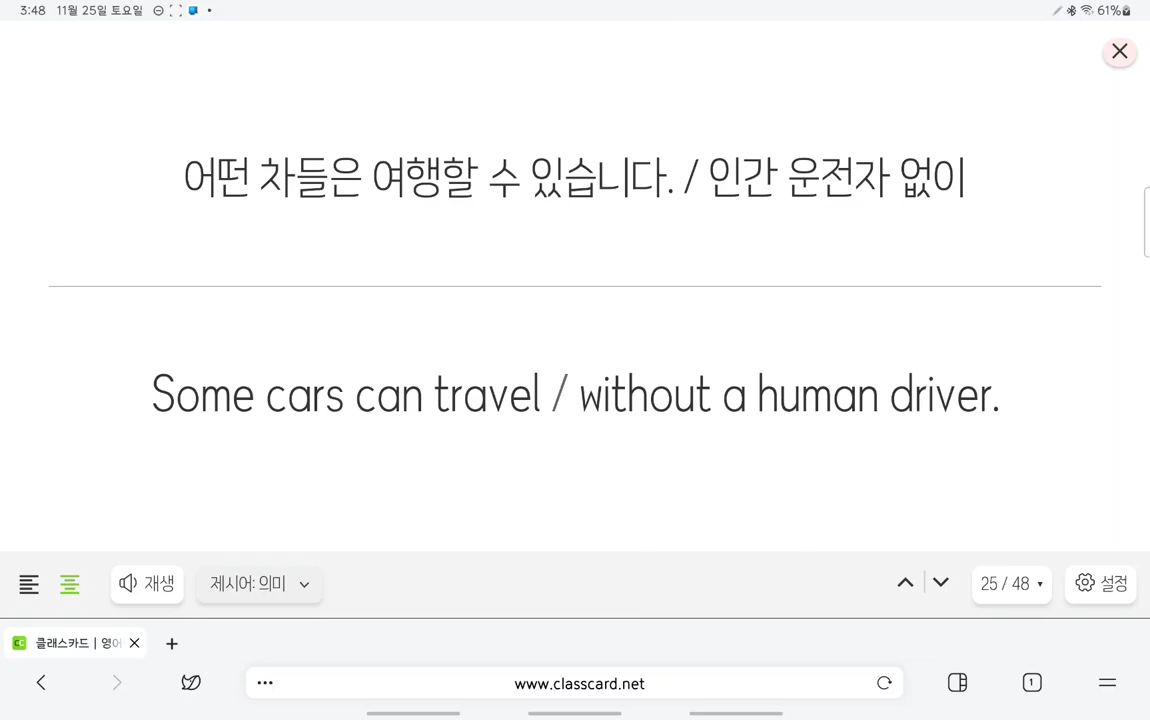 3:48 11월 25일 토요일
61%
어떤 차들은 여행할 수 있습니다. / 인간 운전자 없이
Some cars can travel / without a human driver.
재생 제시어: 의미 25 / 48 설정
클래스카드 | 영어
www.classcard.net 1